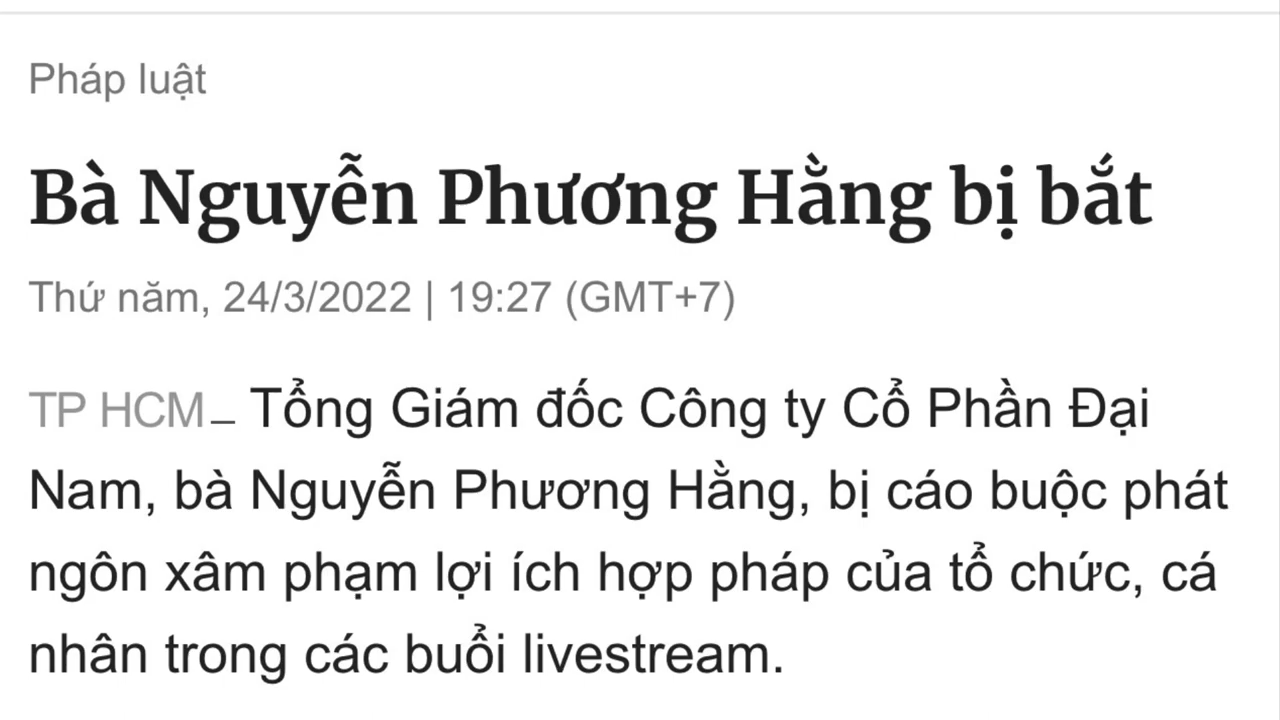 Pháp luật
Bà Nguyễn Phương Hằng bị bắt
Thứ năm, 24/3/2022 | 19:27 (GMT+7)
TP HCM – Tổng Giám đốc Công ty Cổ Phần Đại
Nam, bà Nguyễn Phương Hằng, bị cáo buộc phát
ngôn xâm phạm lợi ích hợp pháp của tổ chức, cá
nhân trong các buổi livestream.